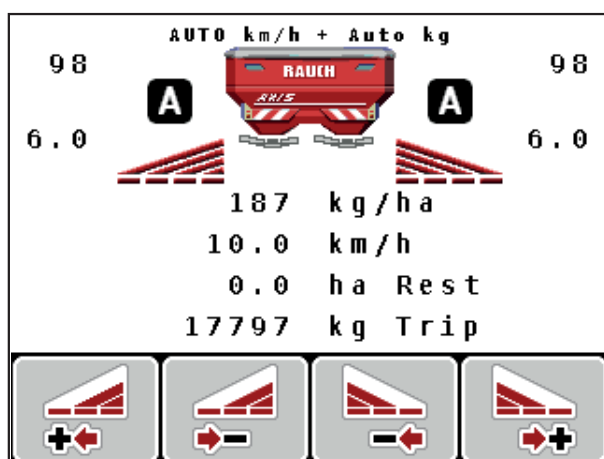 AUTO km/h + Auto kg
98 98
RAUCH
A AXIS A
6.0 6.0
187 kg/ha
10.0 km/h
0.0 ha Rest
17797 kg Trip